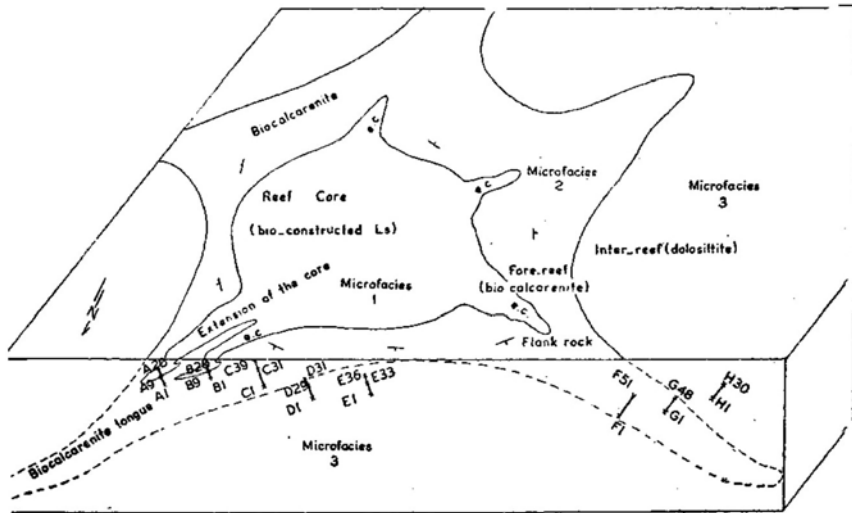 Biocalcarenite
e.c
Reef Core
e.c
Microfacies
2
Microfacies
3
(bio_constructed Ls)
Inter_reef (dolosiltite)
Fore.reef
(bio calcarenite)
Extension of the core
Microfacies
1
e.c.
N
e.c
Flank rock
A20
B20
C39
C31
D31
E36
E33
F51
G48
H30
A9
A1
B9
B1
C1
D29
D1
E1
F1
G1
H1
Biocalcarenite tongue
Microfacies
3